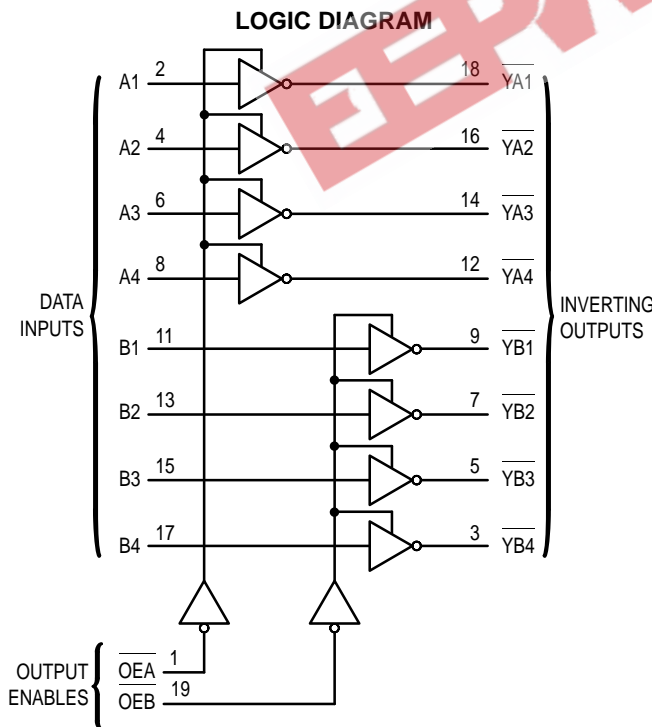 LOGIC DIAGRAM
EEPW
A1 2 18 YA1
A2 4 16 YA2
A3 6 14 YA3
A4 8 12 YA4
DATA INPUTS
INVERTING OUTPUTS
B1 11 9 YB1
B2 13 7 YB2
B3 15 5 YB3
B4 17 3 YB4
OUTPUT ENABLES
OEA 1
OEB 19